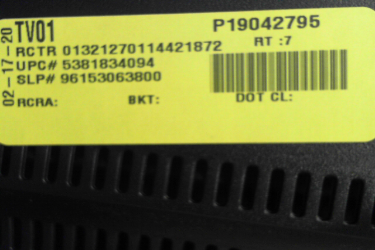 02-17-20
TV01 P19042795
RCTR 01321270114421872 RT :7
UPC# 5381834094
SLP# 96153063800
RCRA: BKT: DOT CL: